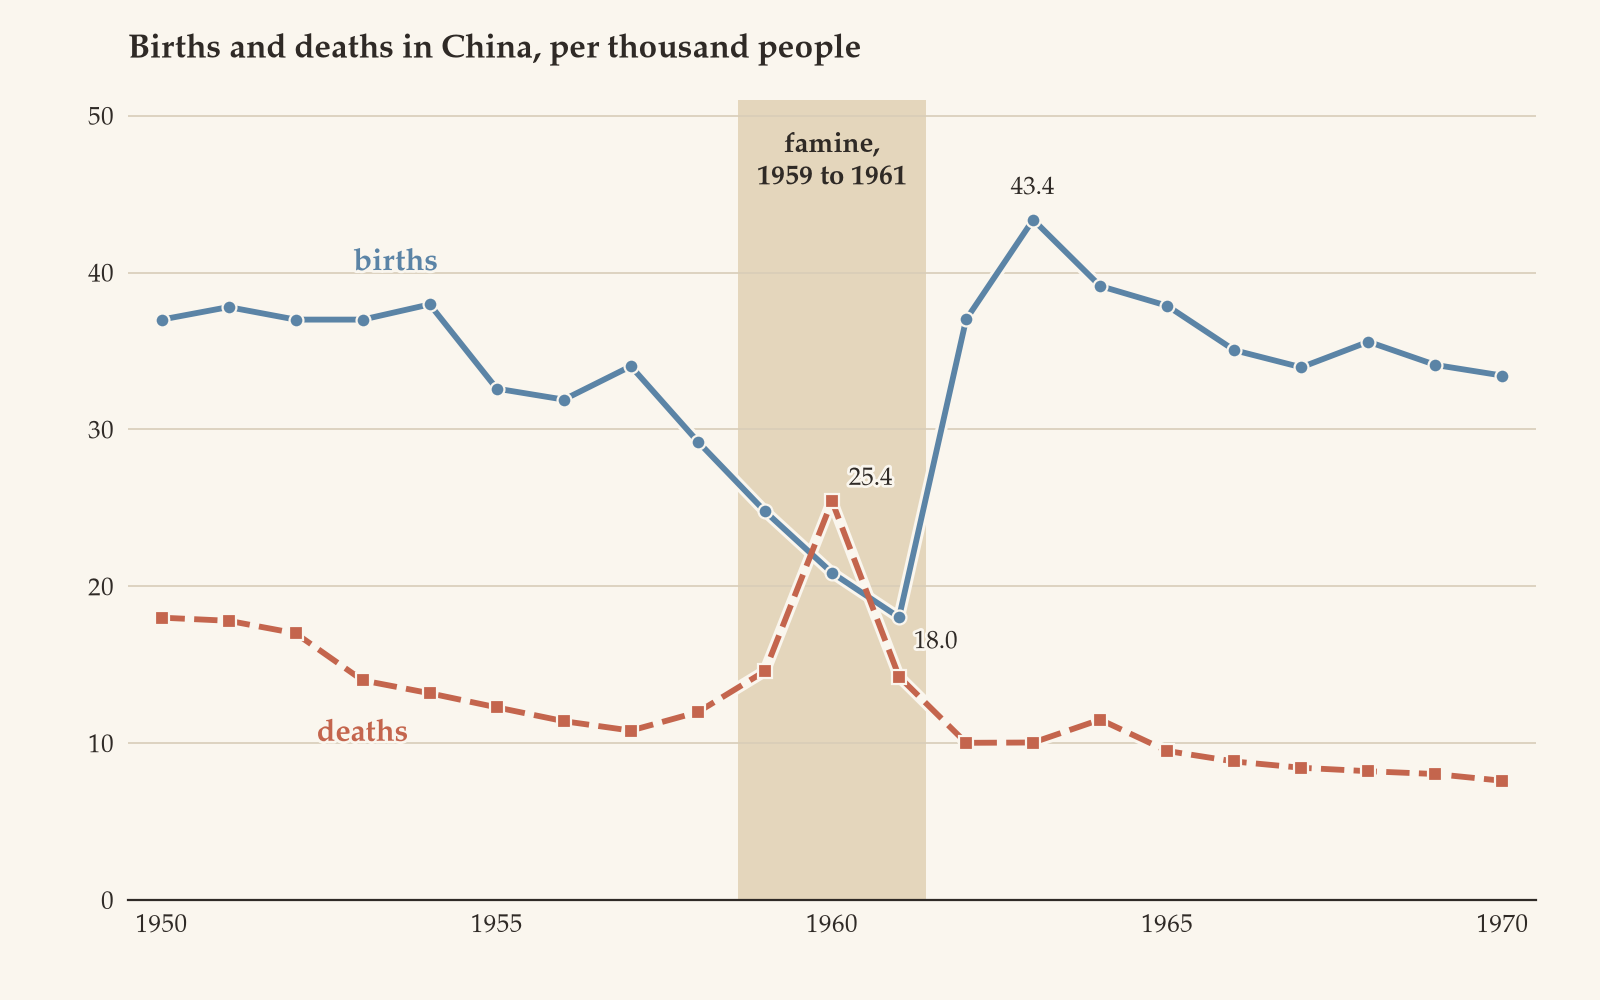 Births and deaths in China, per thousand people
50
famine,
1959 to 1961
43.4
births
40
30
25.4
20
18.0
deaths
10
0
1950 1955 1960 1965 1970